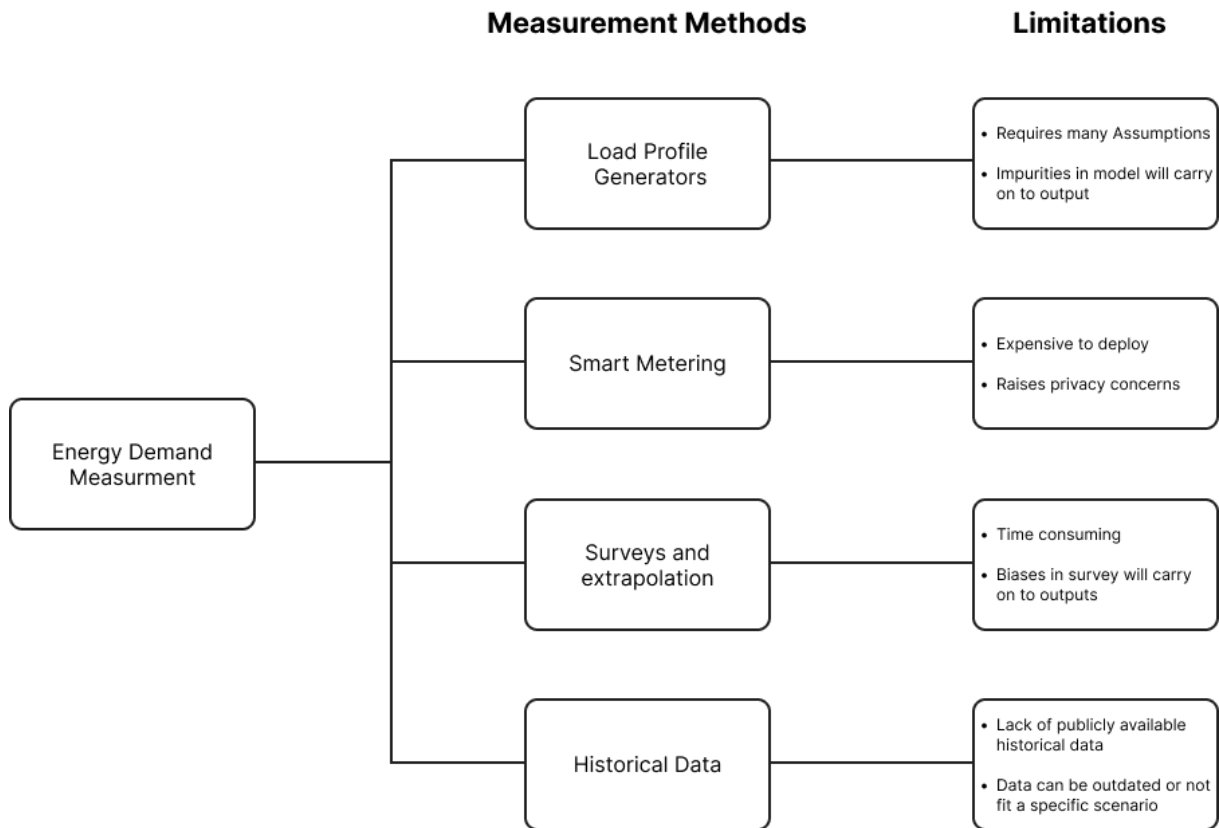 Measurement Methods
Limitations
Load Profile
Generators
• Requires many Assumptions
• Impurities in model will carry
on to output
Smart Metering
• Expensive to deploy
• Raises privacy concerns
Energy Demand
Measurment
Surveys and
extrapolation
• Time consuming
• Biases in survey will carry
on to outputs
Historical Data
• Lack of publicly available
historical data
• Data can be outdated or not
fit a specific scenario